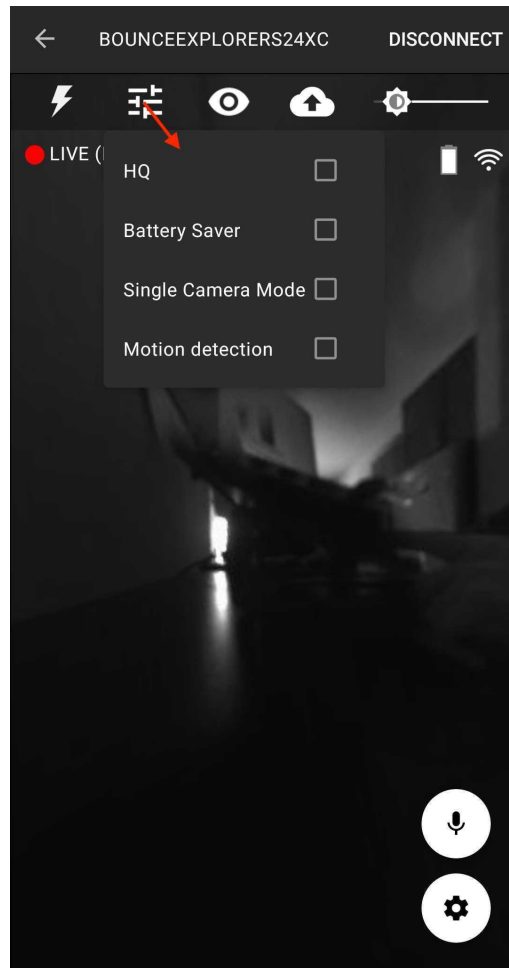 BOUNCEEXPLORERS24XC DISCONNECT
LIVE (
HQ
Battery Saver
Single Camera Mode
Motion detection